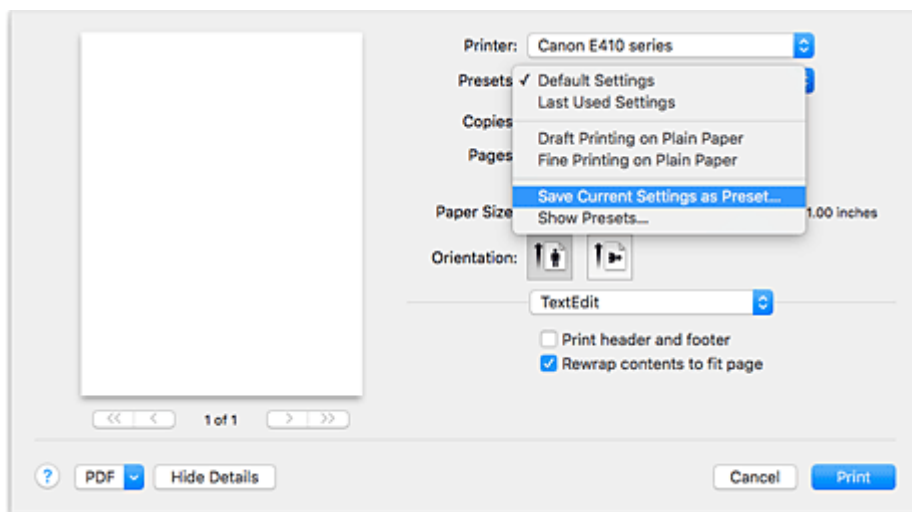 Printer: Canon E410 series
Presets ✓ Default Settings
Last Used Settings
Copies
Draft Printing on Plain Paper
Pages Fine Printing on Plain Paper
Save Current Settings as Preset...
Paper Size 1.00 inches
Show Presets...
Orientation:
TextEdit
Print header and footer
Rewrap contents to fit page
<< < 1 of 1 > >>
? PDF Hide Details Cancel Print